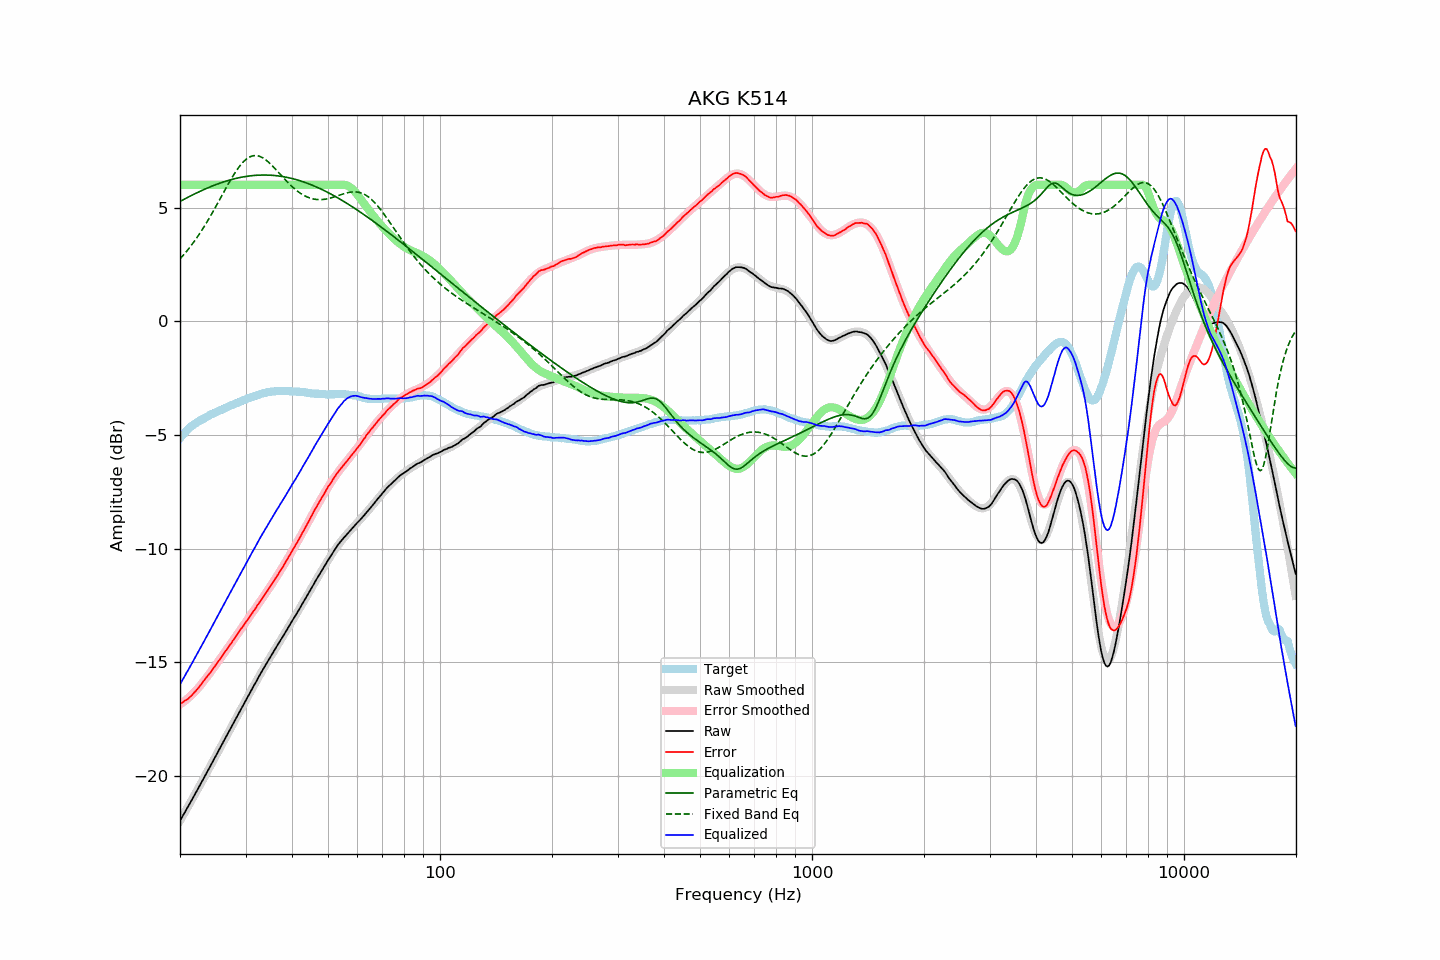 AKG K514
Amplitude (dBr)
5
0
−5
−10
−15
−20
Target
Raw Smoothed
Error Smoothed
Raw
Error
Equalization
Parametric Eq
Fixed Band Eq
Equalized
100
1000
10000
Frequency (Hz)